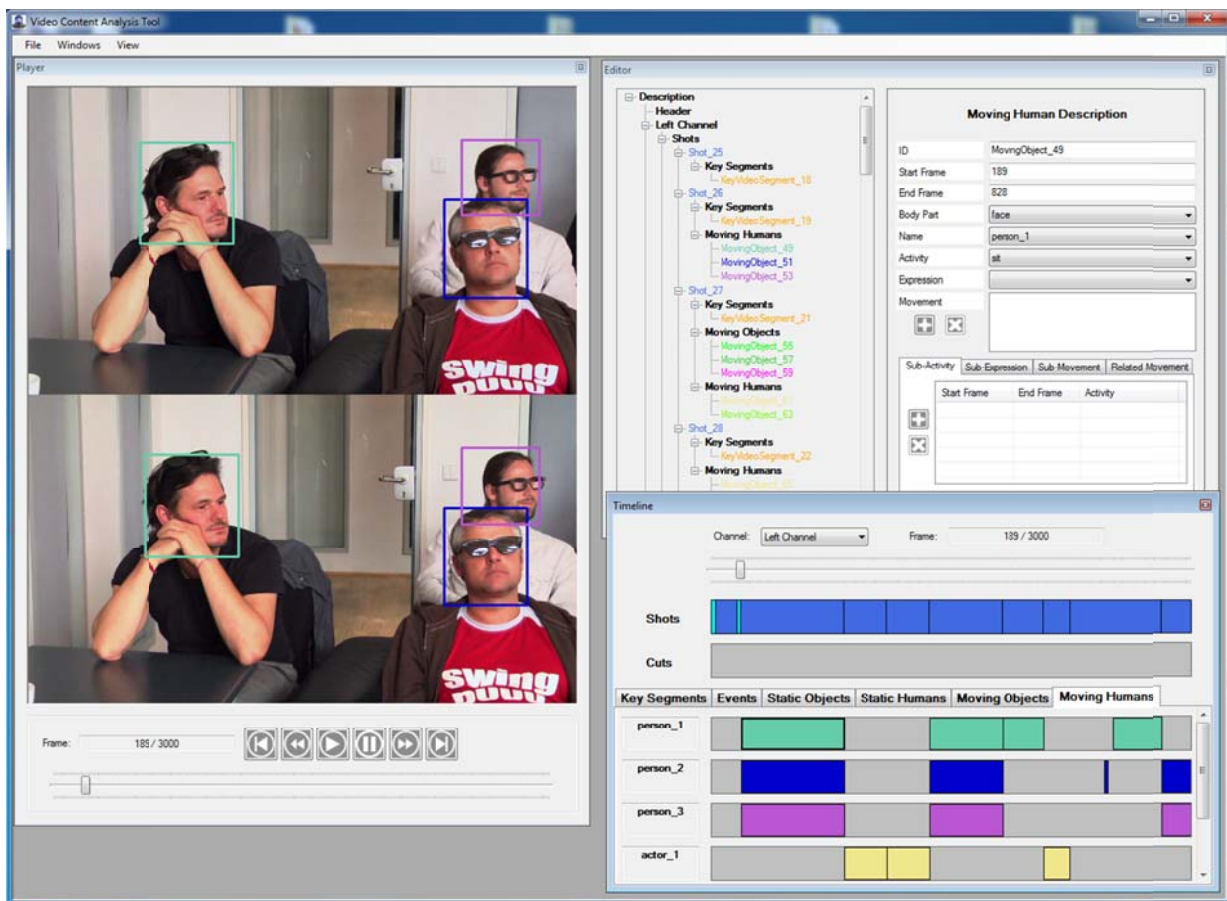 Video Content Analysis Tool
File Windows View
Player
swing
swing
Frame: 189 / 3000
Editor
Description
Header
Left Channel
Shots
Shot_25
Key Segments
KeyVideoSegment_18
Shot_26
Key Segments
KeyVideoSegment_19
Moving Humans
MovingObject_49
MovingObject_51
MovingObject_53
Shot_27
Key Segments
KeyVideoSegment_21
Moving Objects
MovingObject_55
MovingObject_57
MovingObject_59
Moving Humans
MovingObject_61
MovingObject_63
Shot_28
Key Segments
KeyVideoSegment_22
Moving Humans
Moving Human Description
ID MovingObject_49
Start Frame 189
End Frame 828
Body Part face
Name person_1
Activity sit
Expression
Movement
Sub-Activity Sub Expression Sub Movement Related Movement
Start Frame End Frame Activity
Timeline
Channel: Left Channel Frame: 189 / 3000
Shots
Cuts
Key Segments Events Static Objects Static Humans Moving Objects Moving Humans
person_1
person_2
person_3
actor_1